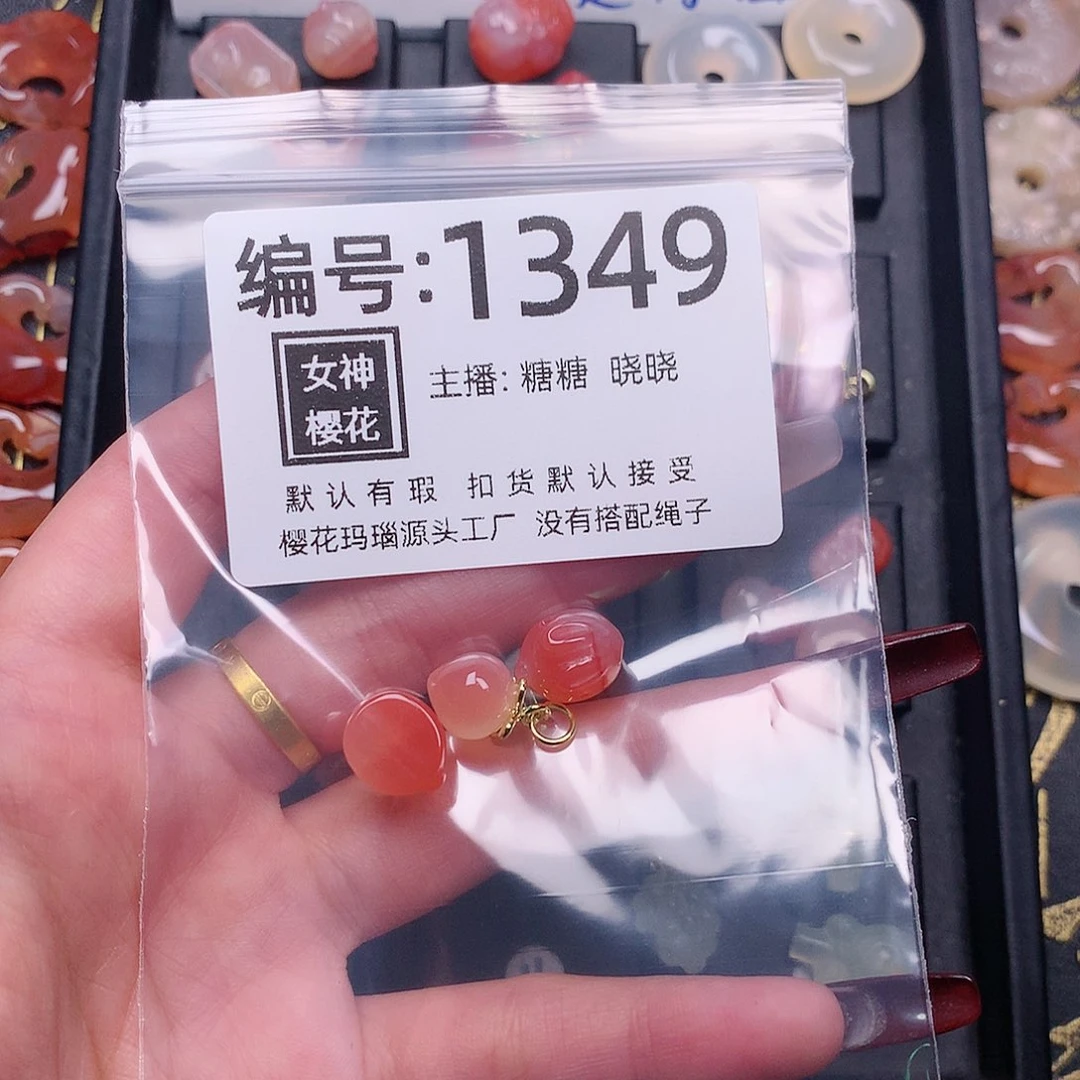 编号:1349
女神
樱花
主播: 糖糖 晓晓
默认有瑕 扣货默认接受
樱花玛瑙源头工厂 没有搭配绳子